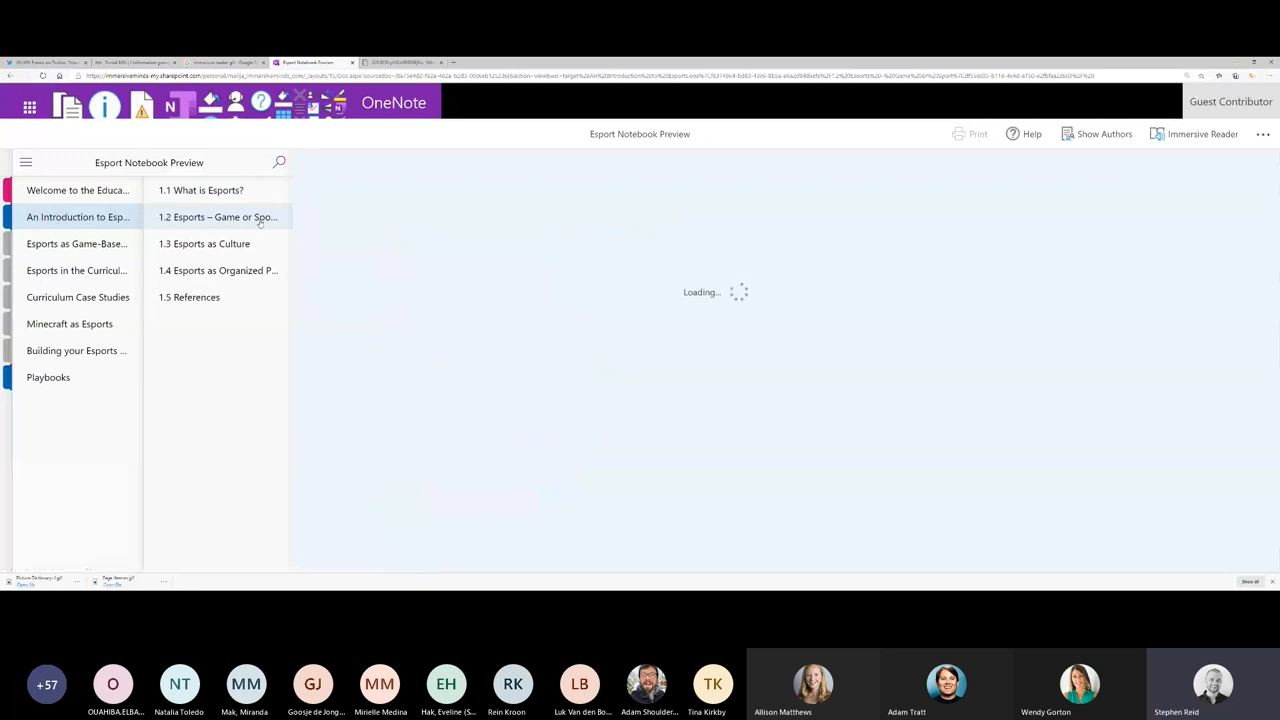 OneNote
Guest Contributor
Esport Notebook Preview
Print
Help
Show Authors
Immersive Reader
Esport Notebook Preview
Welcome to the Educa...
1.1 What is Esports?
An Introduction to Esp...
1.2 Esports – Game or Spo...
Esports as Game-Base...
1.3 Esports as Culture
Esports in the Curricul...
1.4 Esports as Organized P...
Curriculum Case Studies
1.5 References
Minecraft as Esports
Building your Esports ...
Playbooks
Loading...
Show all
+57
O
NT
MM
GJ
MM
EH
RK
LB
TK
OUAHIBA.ELBA...
Natalia Toledo
Mak, Miranda
Goosje de Jong...
Mirielle Medina
Hak, Eveline (S...
Rein Kroon
Luk Van den Bo...
Adam Shoulder...
Tina Kirkby
Allison Matthews
Adam Tratt
Wendy Gorton
Stephen Reid